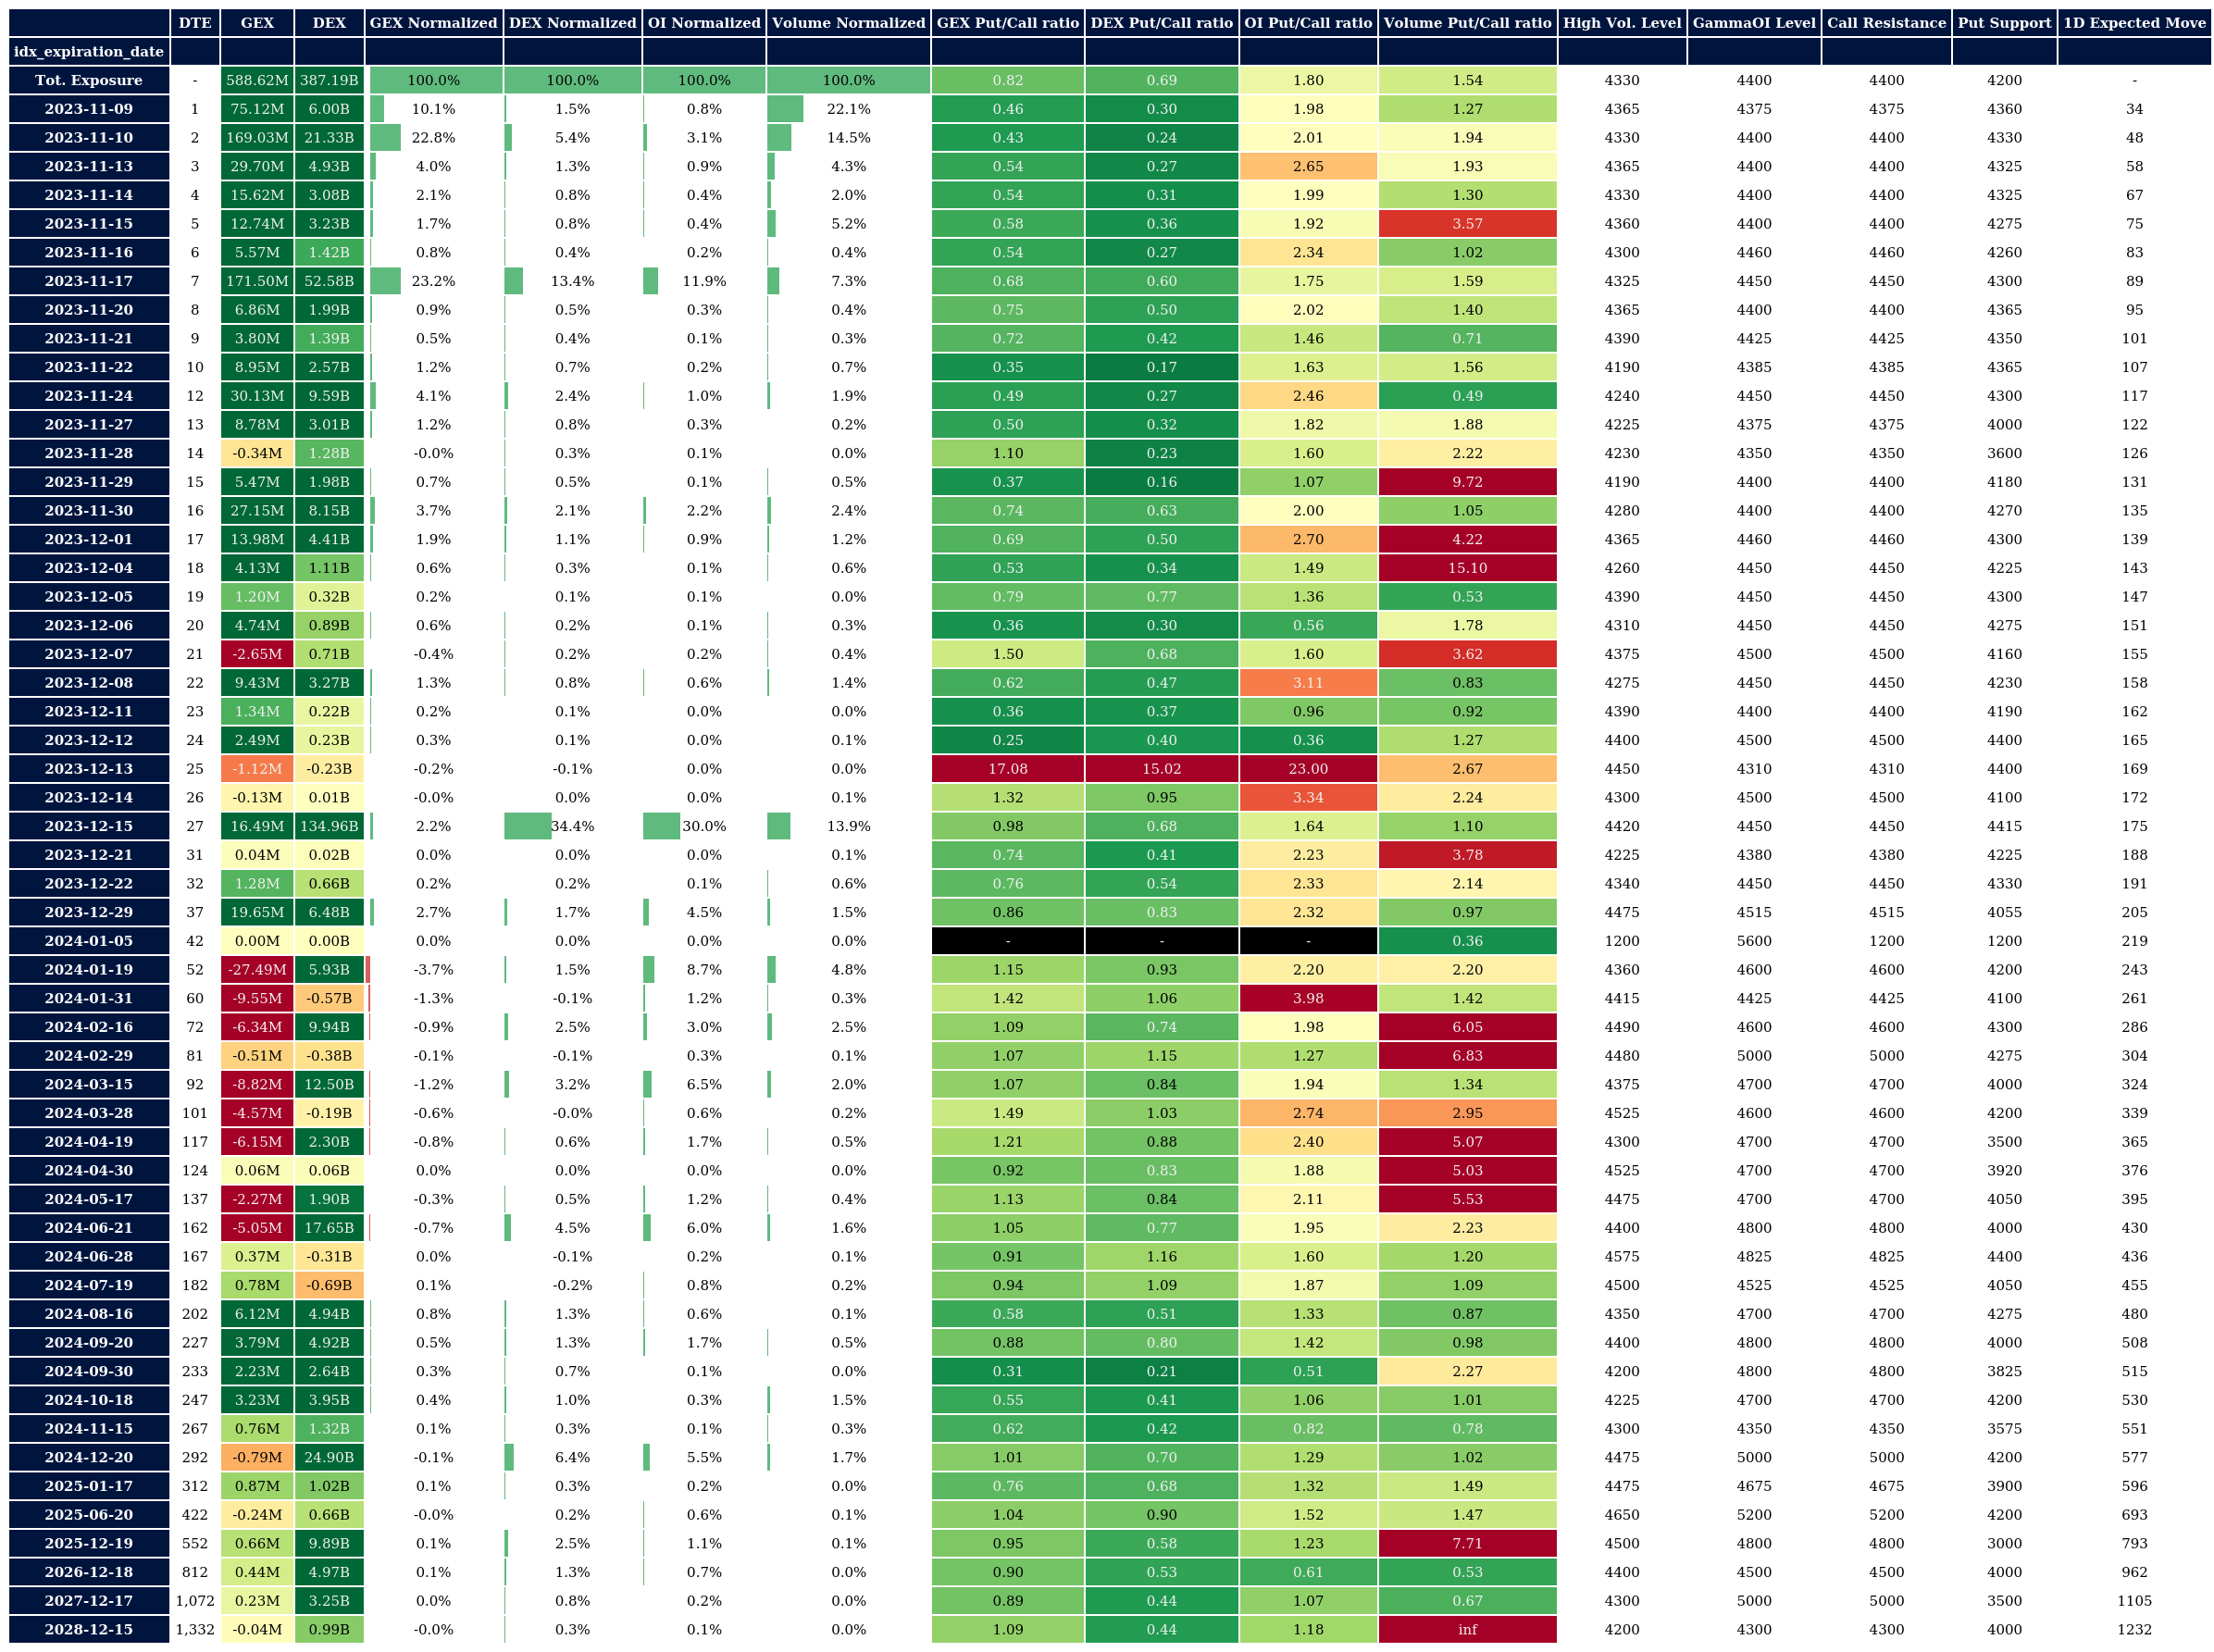 DTE GEX DEX GEX Normalized DEX Normalized OI Normalized Volume Normalized GEX Put/Call ratio DEX Put/Call ratio OI Put/Call ratio Volume Put/Call ratio High Vol. Level GammaOI Level Call Resistance Put Support 1D Expected Move
idx_expiration_date
Tot. Exposure - 588.62M 387.19B 100.0% 100.0% 100.0% 100.0% 0.82 0.69 1.80 1.54 4330 4400 4400 4200 -
2023-11-09 1 75.12M 6.00B 10.1% 1.5% 0.8% 22.1% 0.46 0.30 1.98 1.27 4365 4375 4375 4360 34
2023-11-10 2 169.03M 21.33B 22.8% 5.4% 3.1% 14.5% 0.43 0.24 2.01 1.94 4330 4400 4400 4330 48
2023-11-13 3 29.70M 4.93B 4.0% 1.3% 0.9% 4.3% 0.54 0.27 2.65 1.93 4365 4400 4400 4325 58
2023-11-14 4 15.62M 3.08B 2.1% 0.8% 0.4% 2.0% 0.54 0.31 1.99 1.30 4330 4400 4400 4325 67
2023-11-15 5 12.74M 3.23B 1.7% 0.8% 0.4% 5.2% 0.58 0.36 1.92 3.57 4360 4400 4400 4275 75
2023-11-16 6 5.57M 1.42B 0.8% 0.4% 0.2% 0.4% 0.54 0.27 2.34 1.02 4300 4460 4460 4260 83
2023-11-17 7 171.50M 52.58B 23.2% 13.4% 11.9% 7.3% 0.68 0.60 1.75 1.59 4325 4450 4450 4300 89
2023-11-20 8 6.86M 1.99B 0.9% 0.5% 0.3% 0.4% 0.75 0.50 2.02 1.40 4365 4400 4400 4365 95
2023-11-21 9 3.80M 1.39B 0.5% 0.4% 0.1% 0.3% 0.72 0.42 1.46 0.71 4390 4425 4425 4350 101
2023-11-22 10 8.95M 2.57B 1.2% 0.7% 0.2% 0.7% 0.35 0.17 1.63 1.56 4190 4385 4385 4365 107
2023-11-24 12 30.13M 9.59B 4.1% 2.4% 1.0% 1.9% 0.49 0.27 2.46 0.49 4240 4450 4450 4300 117
2023-11-27 13 8.78M 3.01B 1.2% 0.8% 0.3% 0.2% 0.50 0.32 1.82 1.88 4225 4375 4375 4000 122
2023-11-28 14 -0.34M 1.28B -0.0% 0.3% 0.1% 0.0% 1.10 0.23 1.60 2.22 4230 4350 4350 3600 126
2023-11-29 15 5.47M 1.98B 0.7% 0.5% 0.1% 0.5% 0.37 0.16 1.07 9.72 4190 4400 4400 4180 131
2023-11-30 16 27.15M 8.15B 3.7% 2.1% 2.2% 2.4% 0.74 0.63 2.00 1.05 4280 4400 4400 4270 135
2023-12-01 17 13.98M 4.41B 1.9% 1.1% 0.9% 1.2% 0.69 0.50 2.70 4.22 4365 4460 4460 4300 139
2023-12-04 18 4.13M 1.11B 0.6% 0.3% 0.1% 0.6% 0.53 0.34 1.49 15.10 4260 4450 4450 4225 143
2023-12-05 19 1.20M 0.32B 0.2% 0.1% 0.1% 0.0% 0.79 0.77 1.36 0.53 4390 4450 4450 4300 147
2023-12-06 20 4.74M 0.89B 0.6% 0.2% 0.1% 0.3% 0.36 0.30 0.56 1.78 4310 4450 4450 4275 151
2023-12-07 21 -2.65M 0.71B -0.4% 0.2% 0.2% 0.4% 1.50 0.68 1.60 3.62 4375 4500 4500 4160 155
2023-12-08 22 9.43M 3.27B 1.3% 0.8% 0.6% 1.4% 0.62 0.47 3.11 0.83 4275 4450 4450 4230 158
2023-12-11 23 1.34M 0.22B 0.2% 0.1% 0.0% 0.0% 0.36 0.37 0.96 0.92 4390 4400 4400 4190 162
2023-12-12 24 2.49M 0.23B 0.3% 0.1% 0.0% 0.1% 0.25 0.40 0.36 1.27 4400 4500 4500 4400 165
2023-12-13 25 -1.12M -0.23B -0.2% -0.1% 0.0% 0.0% 17.08 15.02 23.00 2.67 4450 4310 4310 4400 169
2023-12-14 26 -0.13M 0.01B -0.0% 0.0% 0.0% 0.1% 1.32 0.95 3.34 2.24 4300 4500 4500 4100 172
2023-12-15 27 16.49M 134.96B 2.2% 34.4% 30.0% 13.9% 0.98 0.68 1.64 1.10 4420 4450 4450 4415 175
2023-12-21 31 0.04M 0.02B 0.0% 0.0% 0.0% 0.1% 0.74 0.41 2.23 3.78 4225 4380 4380 4225 188
2023-12-22 32 1.28M 0.66B 0.2% 0.2% 0.1% 0.6% 0.76 0.54 2.33 2.14 4340 4450 4450 4330 191
2023-12-29 37 19.65M 6.48B 2.7% 1.7% 4.5% 1.5% 0.86 0.83 2.32 0.97 4475 4515 4515 4055 205
2024-01-05 42 0.00M 0.00B 0.0% 0.0% 0.0% 0.0% - - - 0.36 1200 5600 1200 1200 219
2024-01-19 52 -27.49M 5.93B -3.7% 1.5% 8.7% 4.8% 1.15 0.93 2.20 2.20 4360 4600 4600 4200 243
2024-01-31 60 -9.55M -0.57B -1.3% -0.1% 1.2% 0.3% 1.42 1.06 3.98 1.42 4415 4425 4425 4100 261
2024-02-16 72 -6.34M 9.94B -0.9% 2.5% 3.0% 2.5% 1.09 0.74 1.98 6.05 4490 4600 4600 4300 286
2024-02-29 81 -0.51M -0.38B -0.1% -0.1% 0.3% 0.1% 1.07 1.15 1.27 6.83 4480 5000 5000 4275 304
2024-03-15 92 -8.82M 12.50B -1.2% 3.2% 6.5% 2.0% 1.07 0.84 1.94 1.34 4375 4700 4700 4000 324
2024-03-28 101 -4.57M -0.19B -0.6% -0.0% 0.6% 0.2% 1.49 1.03 2.74 2.95 4525 4600 4600 4200 339
2024-04-19 117 -6.15M 2.30B -0.8% 0.6% 1.7% 0.5% 1.21 0.88 2.40 5.07 4300 4700 4700 3500 365
2024-04-30 124 0.06M 0.06B 0.0% 0.0% 0.0% 0.0% 0.92 0.83 1.88 5.03 4525 4700 4700 3920 376
2024-05-17 137 -2.27M 1.90B -0.3% 0.5% 1.2% 0.4% 1.13 0.84 2.11 5.53 4475 4700 4700 4050 395
2024-06-21 162 -5.05M 17.65B -0.7% 4.5% 6.0% 1.6% 1.05 0.77 1.95 2.23 4400 4800 4800 4000 430
2024-06-28 167 0.37M -0.31B 0.0% -0.1% 0.2% 0.1% 0.91 1.16 1.60 1.20 4575 4825 4825 4400 436
2024-07-19 182 0.78M -0.69B 0.1% -0.2% 0.8% 0.2% 0.94 1.09 1.87 1.09 4500 4525 4525 4050 455
2024-08-16 202 6.12M 4.94B 0.8% 1.3% 0.6% 0.1% 0.58 0.51 1.33 0.87 4350 4700 4700 4275 480
2024-09-20 227 3.79M 4.92B 0.5% 1.3% 1.7% 0.5% 0.88 0.80 1.42 0.98 4400 4800 4800 4000 508
2024-09-30 233 2.23M 2.64B 0.3% 0.7% 0.1% 0.0% 0.31 0.21 0.51 2.27 4200 4800 4800 3825 515
2024-10-18 247 3.23M 3.95B 0.4% 1.0% 0.3% 1.5% 0.55 0.41 1.06 1.01 4225 4700 4700 4200 530
2024-11-15 267 0.76M 1.32B 0.1% 0.3% 0.1% 0.3% 0.62 0.42 0.82 0.78 4300 4350 4350 3575 551
2024-12-20 292 -0.79M 24.90B -0.1% 6.4% 5.5% 1.7% 1.01 0.70 1.29 1.02 4475 5000 5000 4200 577
2025-01-17 312 0.87M 1.02B 0.1% 0.3% 0.2% 0.0% 0.76 0.68 1.32 1.49 4475 4675 4675 3900 596
2025-06-20 422 -0.24M 0.66B -0.0% 0.2% 0.6% 0.1% 1.04 0.90 1.52 1.47 4650 5200 5200 4200 693
2025-12-19 552 0.66M 9.89B 0.1% 2.5% 1.1% 0.1% 0.95 0.58 1.23 7.71 4500 4800 4800 3000 793
2026-12-18 812 0.44M 4.97B 0.1% 1.3% 0.7% 0.0% 0.90 0.53 0.61 0.53 4400 4500 4500 4000 962
2027-12-17 1,072 0.23M 3.25B 0.0% 0.8% 0.2% 0.0% 0.89 0.44 1.07 0.67 4300 5000 5000 4000 1105
2028-12-15 1,332 -0.04M 0.99B -0.0% 0.3% 0.1% 0.0% 1.09 0.44 1.18 inf 4200 4300 4300 4000 1232